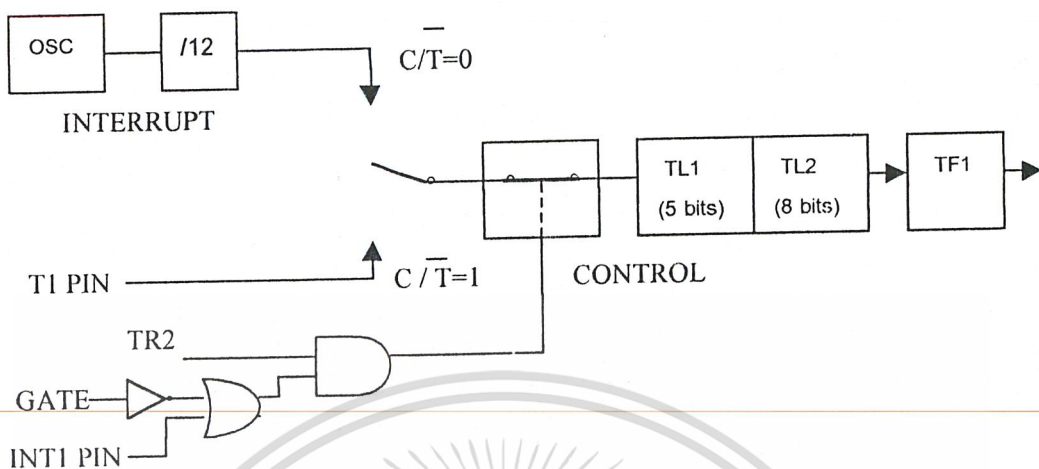 OSC
/12
C/T̅=0
INTERRUPT
TL1
(5 bits)
TL2
(8 bits)
TF1
T1 PIN
C / T̅=1
CONTROL
TR2
GATE
INT1 PIN